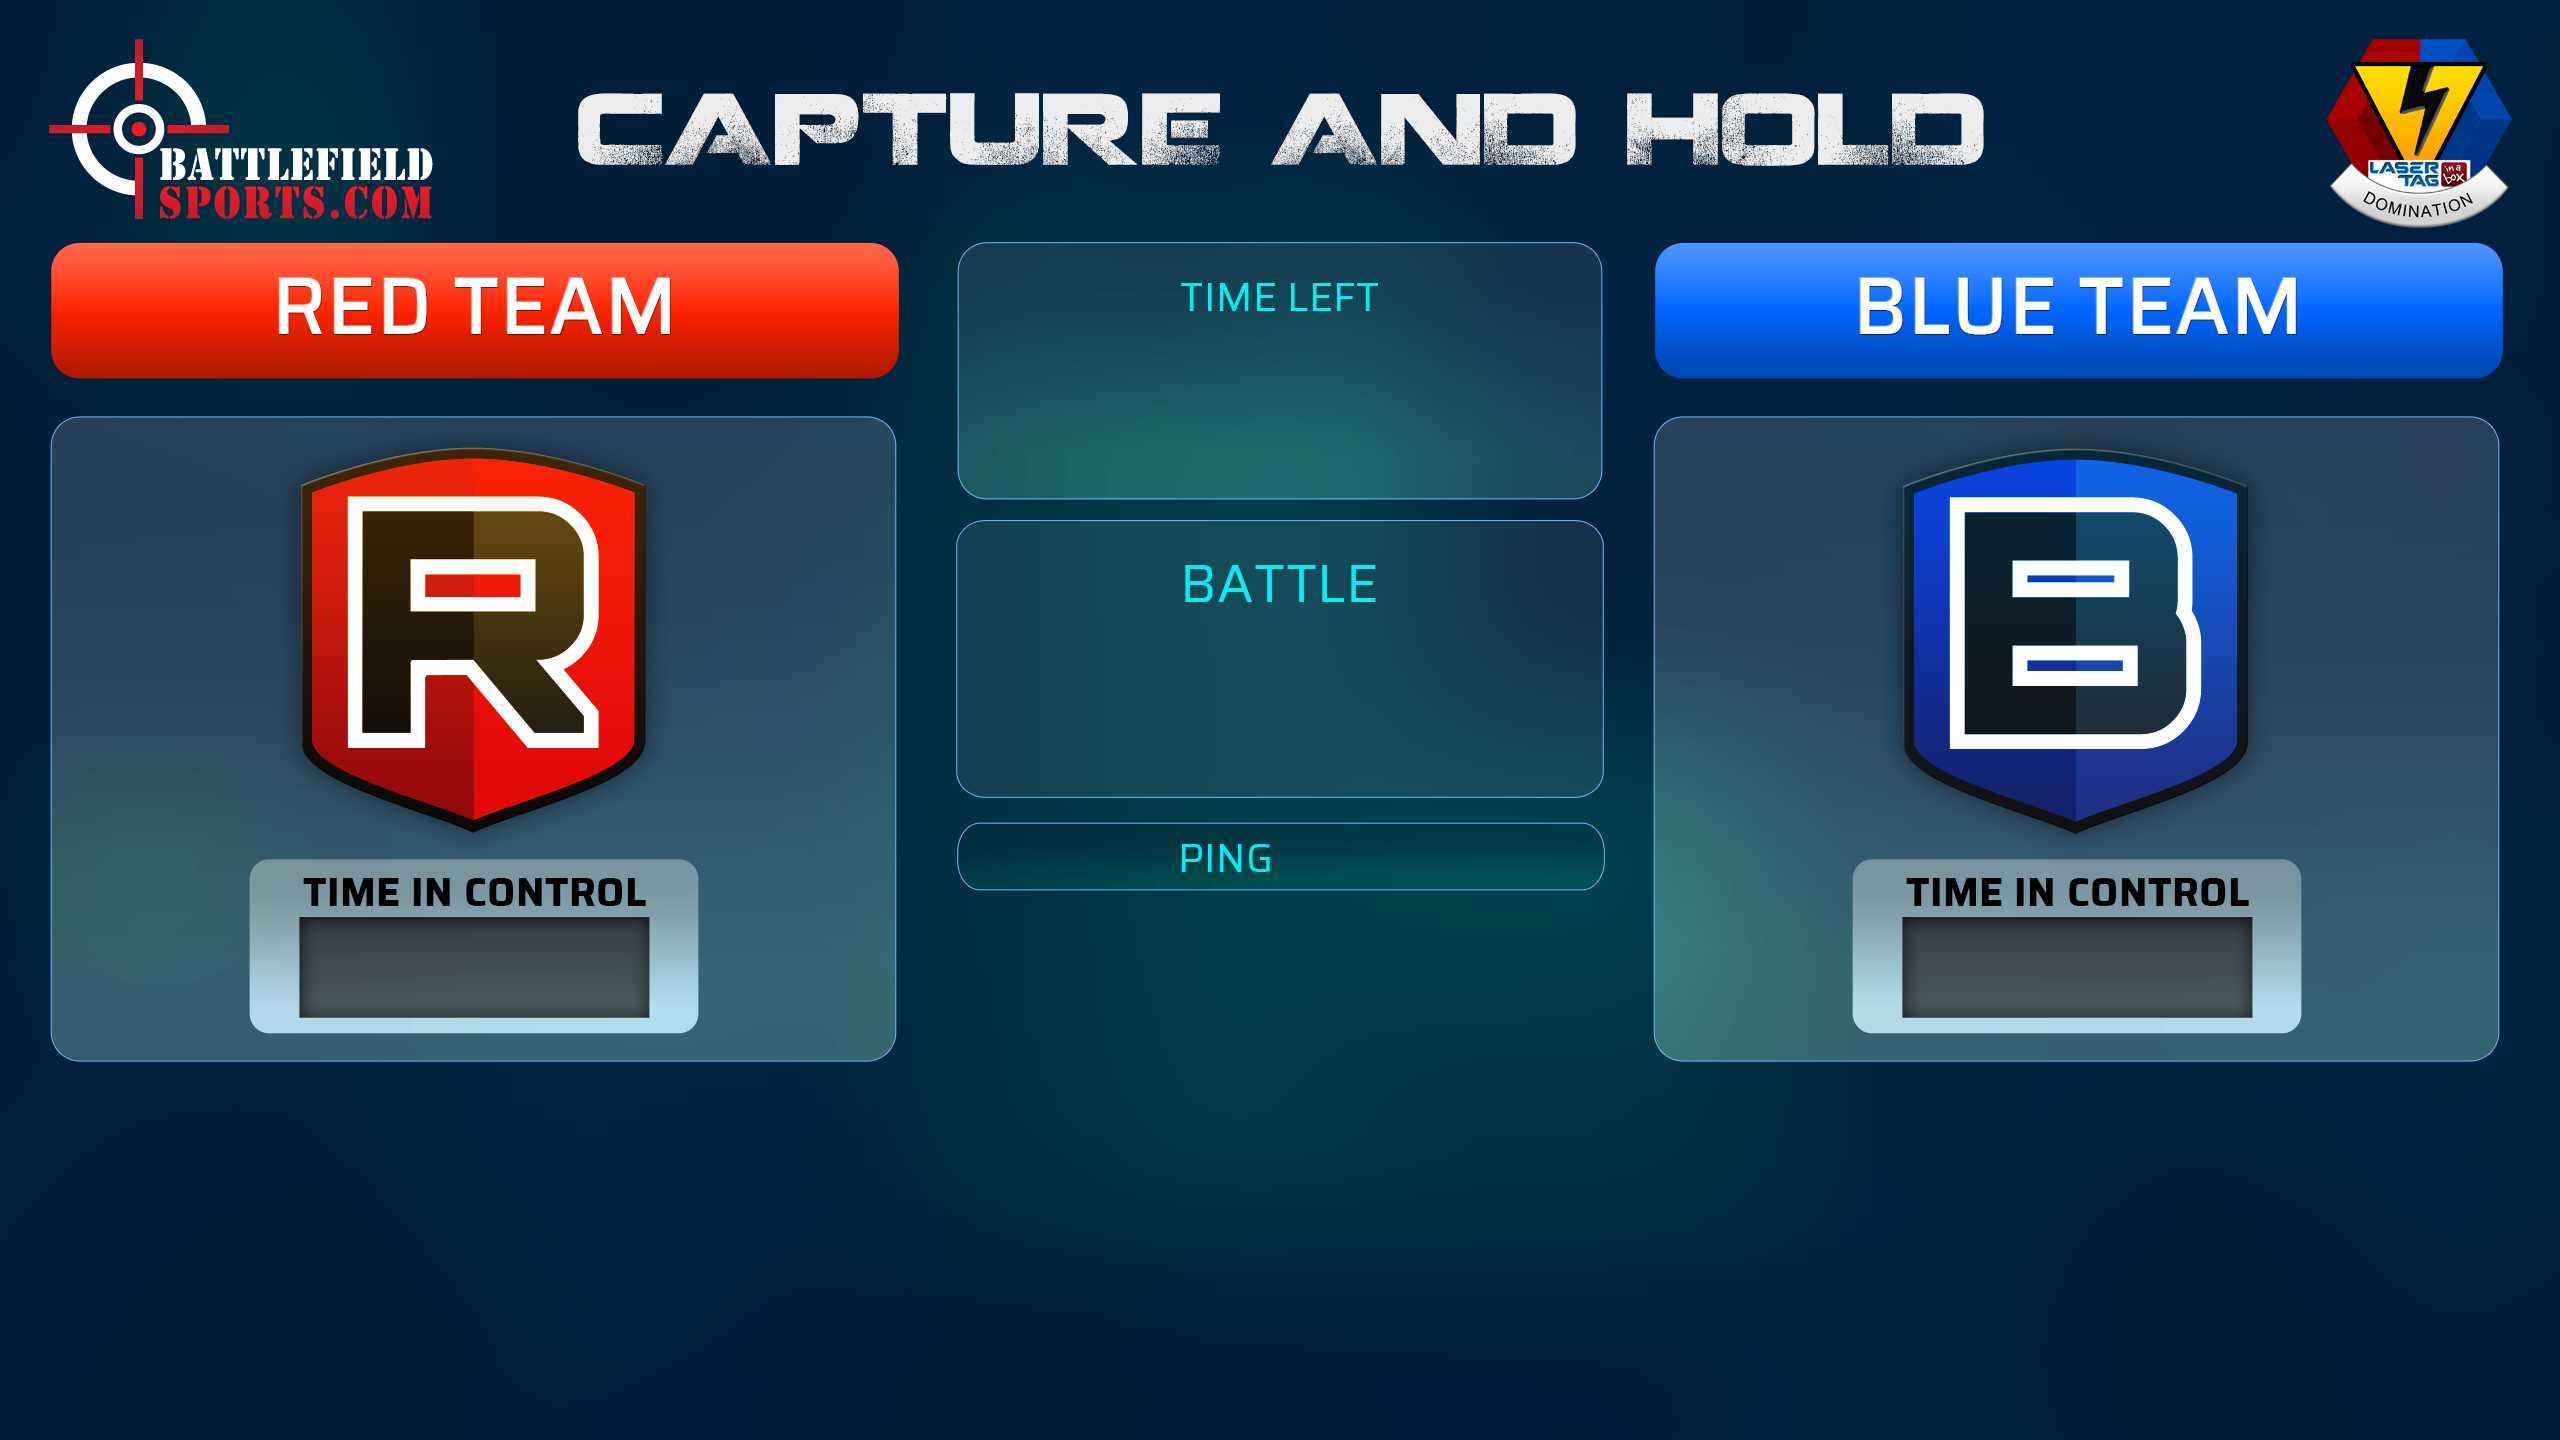 BATTLEFIELD
SPORTS.COM
CAPTURE AND HOLD
LASER
TAG
in a
box
DOMINATION
RED TEAM
TIME LEFT
BLUE TEAM
R
BATTLE
B
PING
TIME IN CONTROL
TIME IN CONTROL